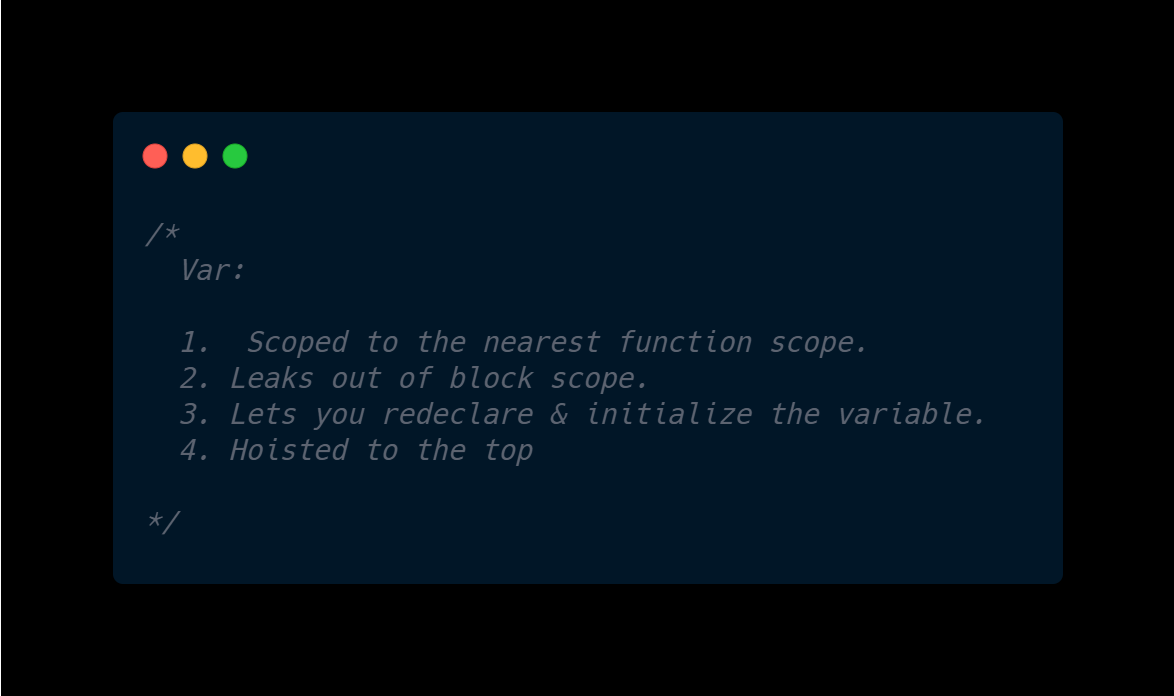 /*
Var:
1.  Scoped to the nearest function scope.
2. Leaks out of block scope.
3. Lets you redeclare & initialize the variable.
4. Hoisted to the top
*/